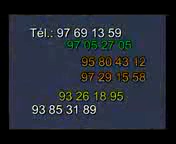 Tél.: 97 69 13 59
97 05 27 05
95 80 43 12
97 29 15 58
93 26 18 95
93 85 31 89